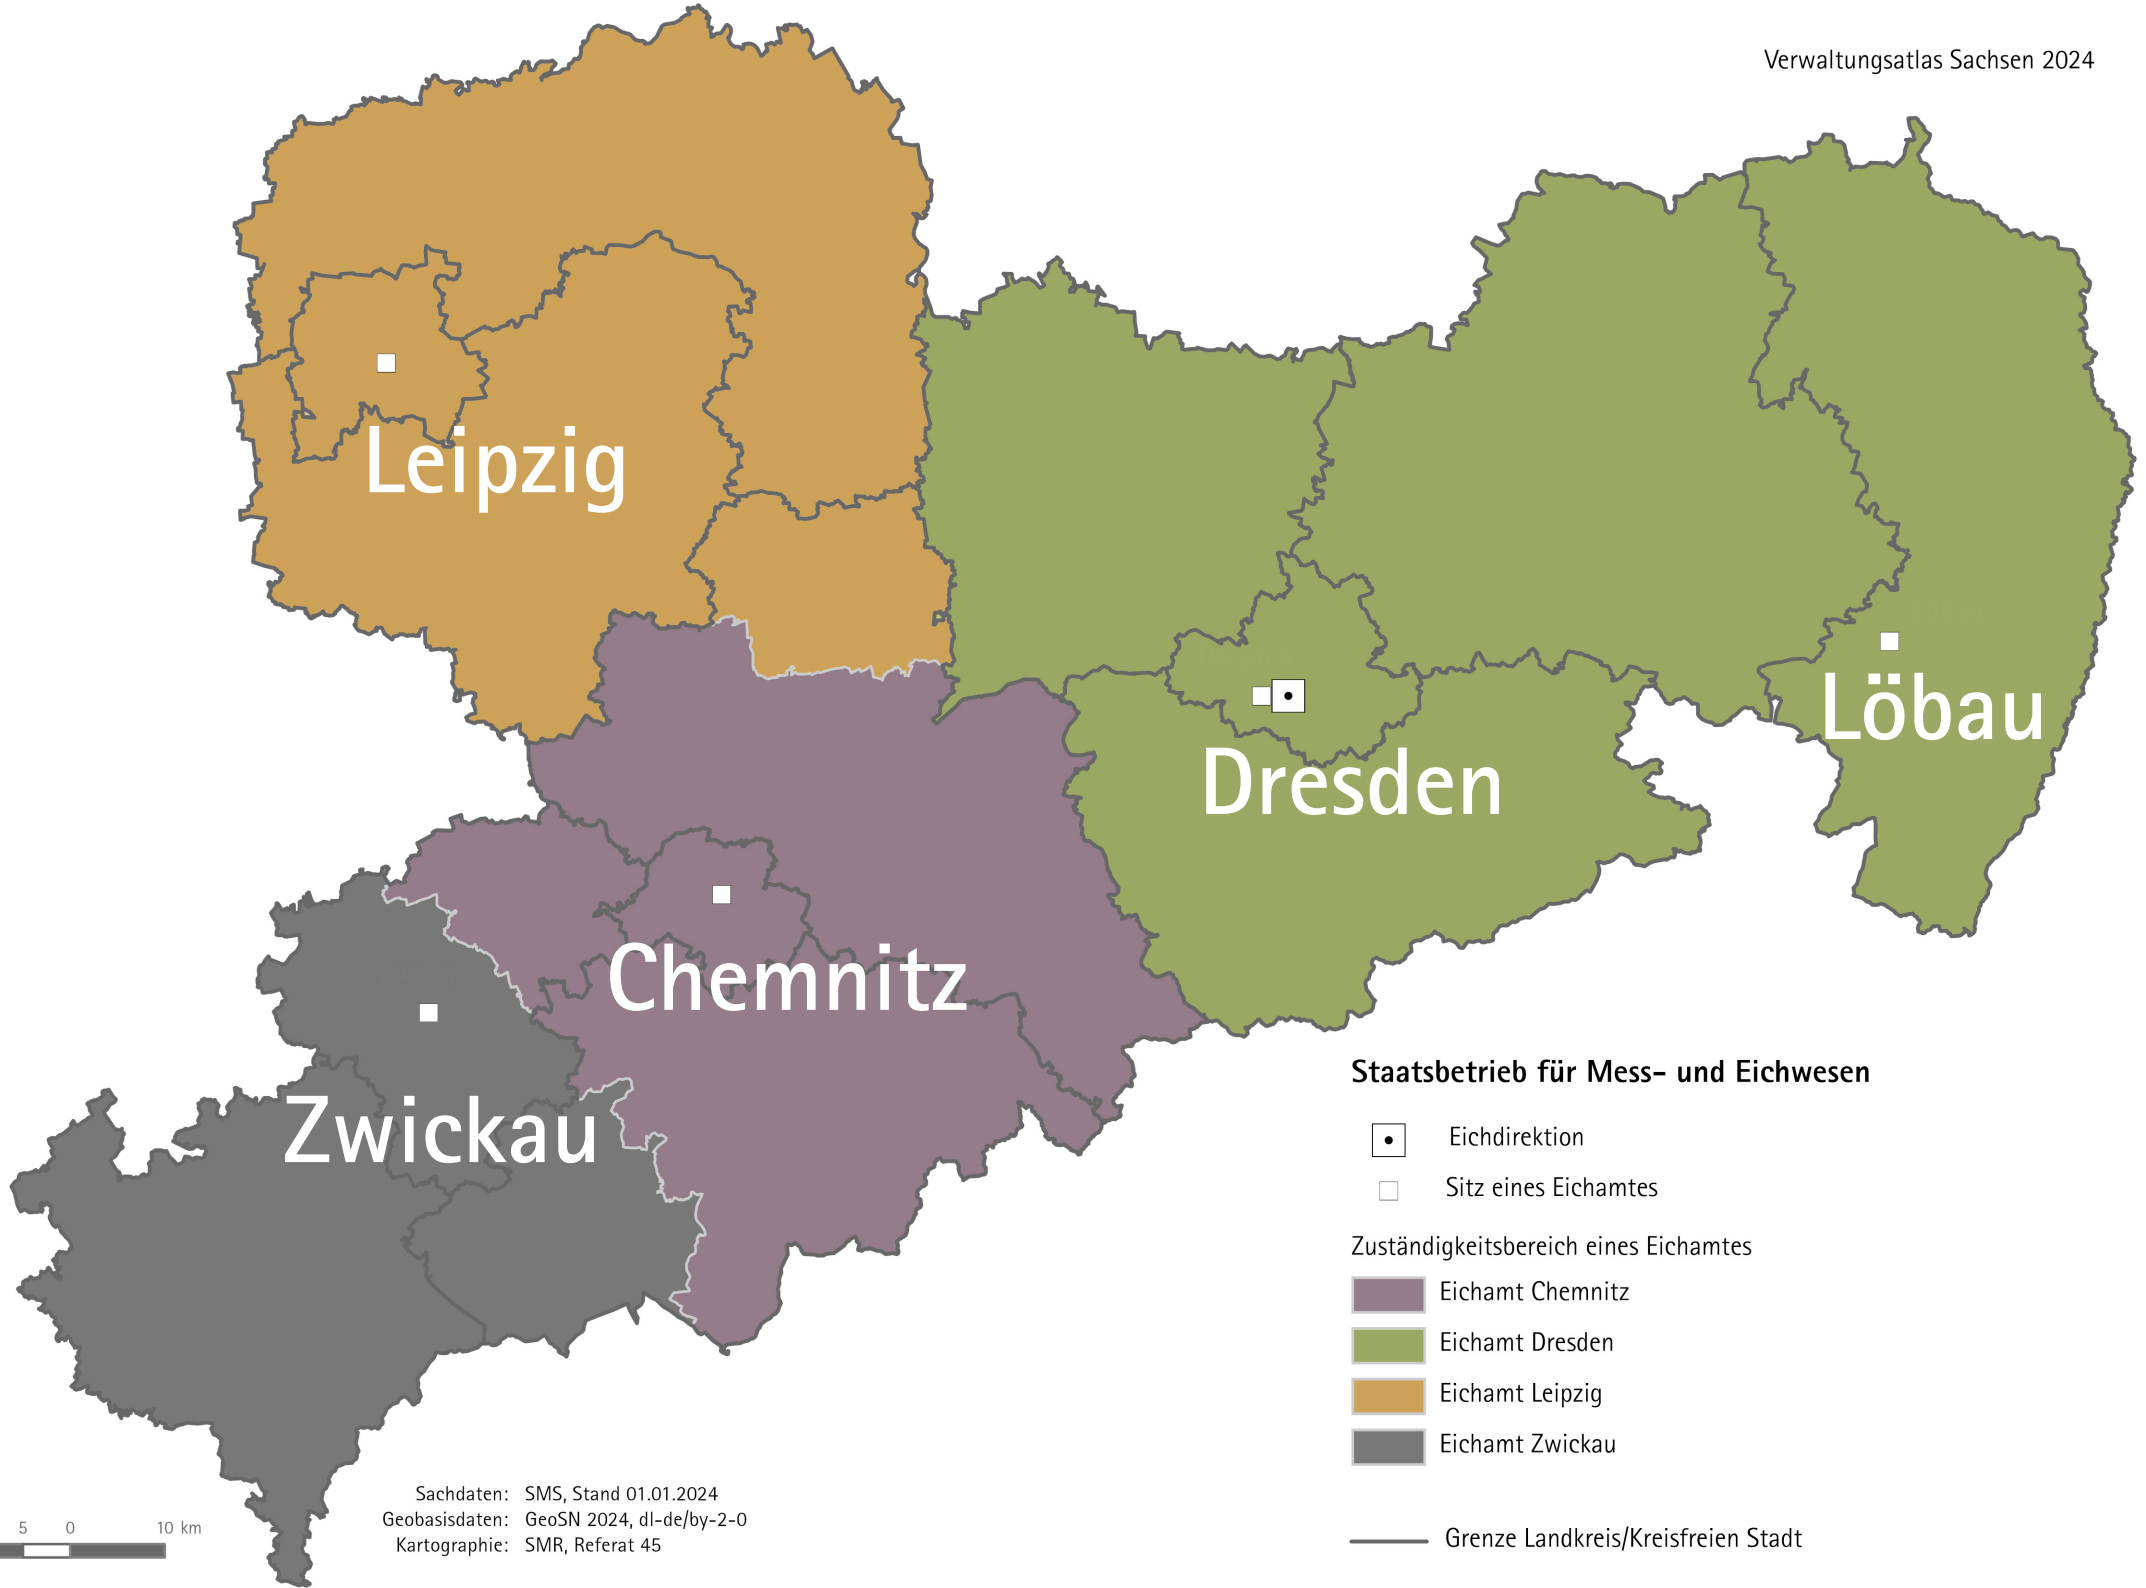 Verwaltungsatlas Sachsen 2024
Leipzig
Löbau
Dresden
Chemnitz
Zwickau
Staatsbetrieb für Mess- und Eichwesen
Eichdirektion
Sitz eines Eichamtes
Zuständigkeitsbereich eines Eichamtes
Eichamt Chemnitz
Eichamt Dresden
Eichamt Leipzig
Eichamt Zwickau
Grenze Landkreis/Kreisfreien Stadt
Sachdaten: SMS, Stand 01.01.2024
Geobasisdaten: GeoSN 2024, dl-de/by-2-0
Kartographie: SMR, Referat 45
5 0 10 km